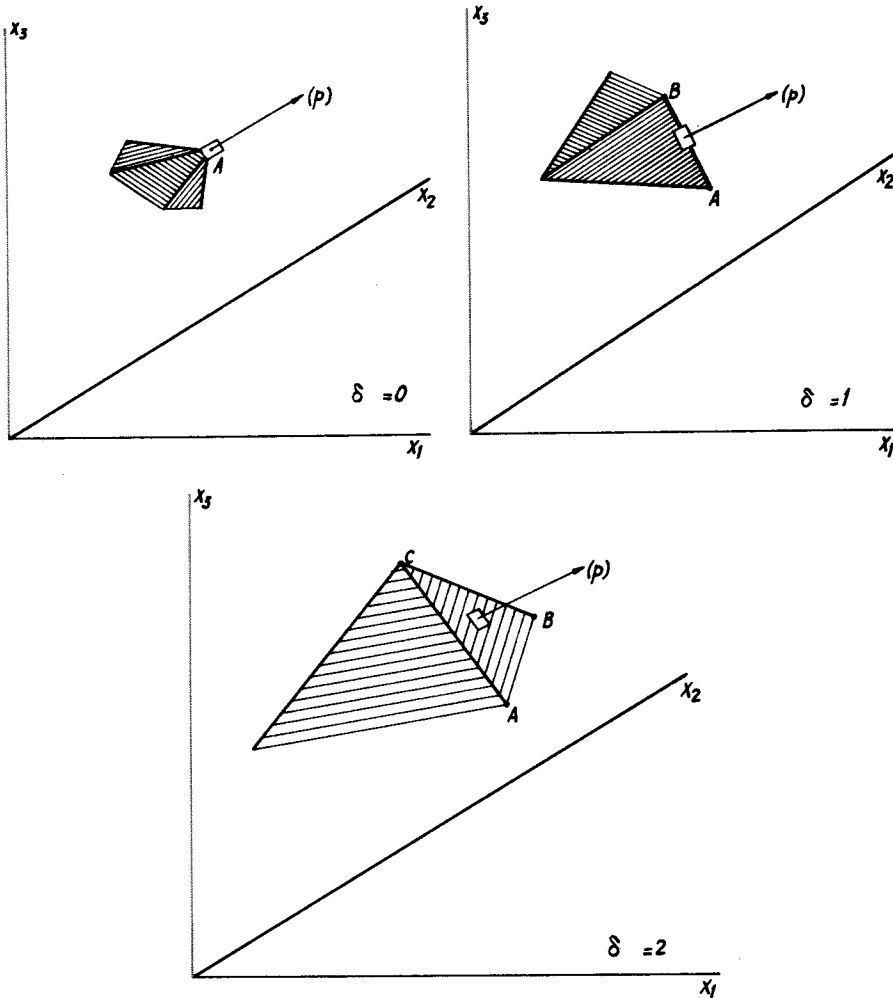 X₃
(p)
A
X₂
δ = 0
X₁
X₃
B
(p)
A
X₂
δ = 1
X₁
X₃
C
(p)
B
A
X₂
δ = 2
X₁